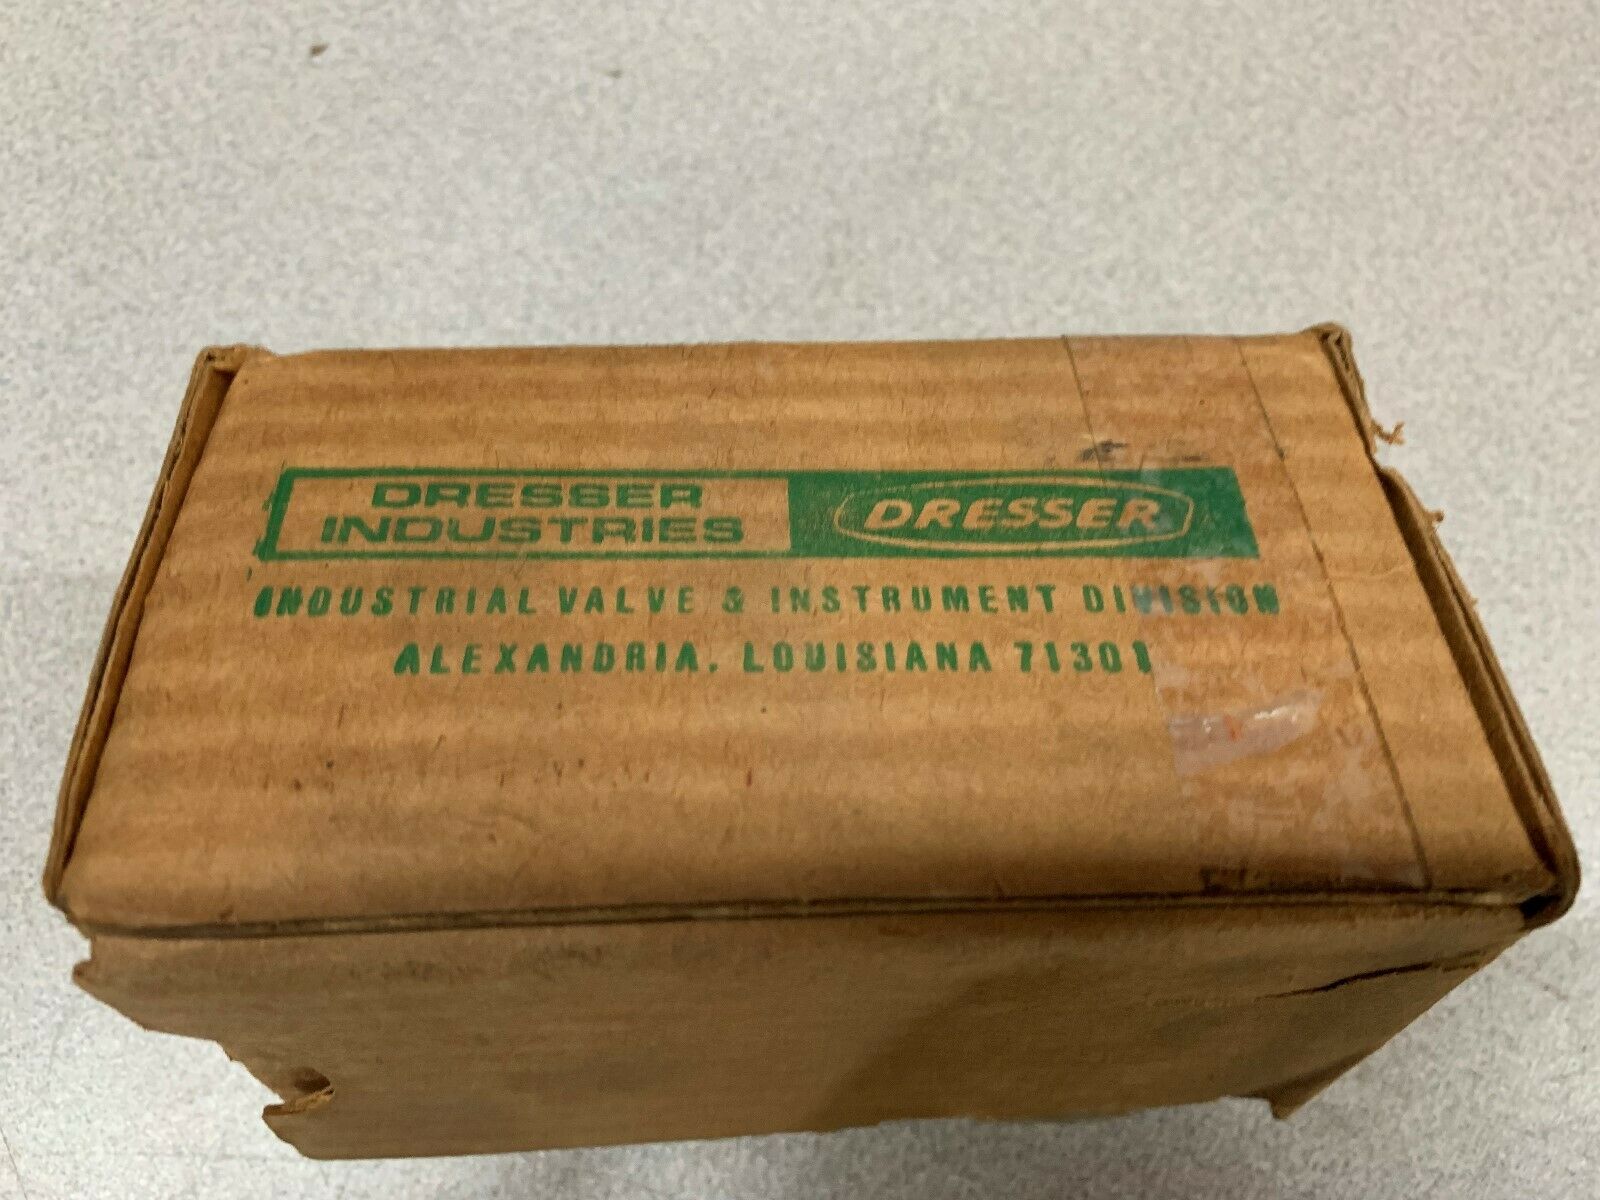 DRESSER
INDUSTRIES
DRESSER
INDUSTRIAL VALVE & INSTRUMENT DIVISION
ALEXANDRIA, LOUISIANA 71301